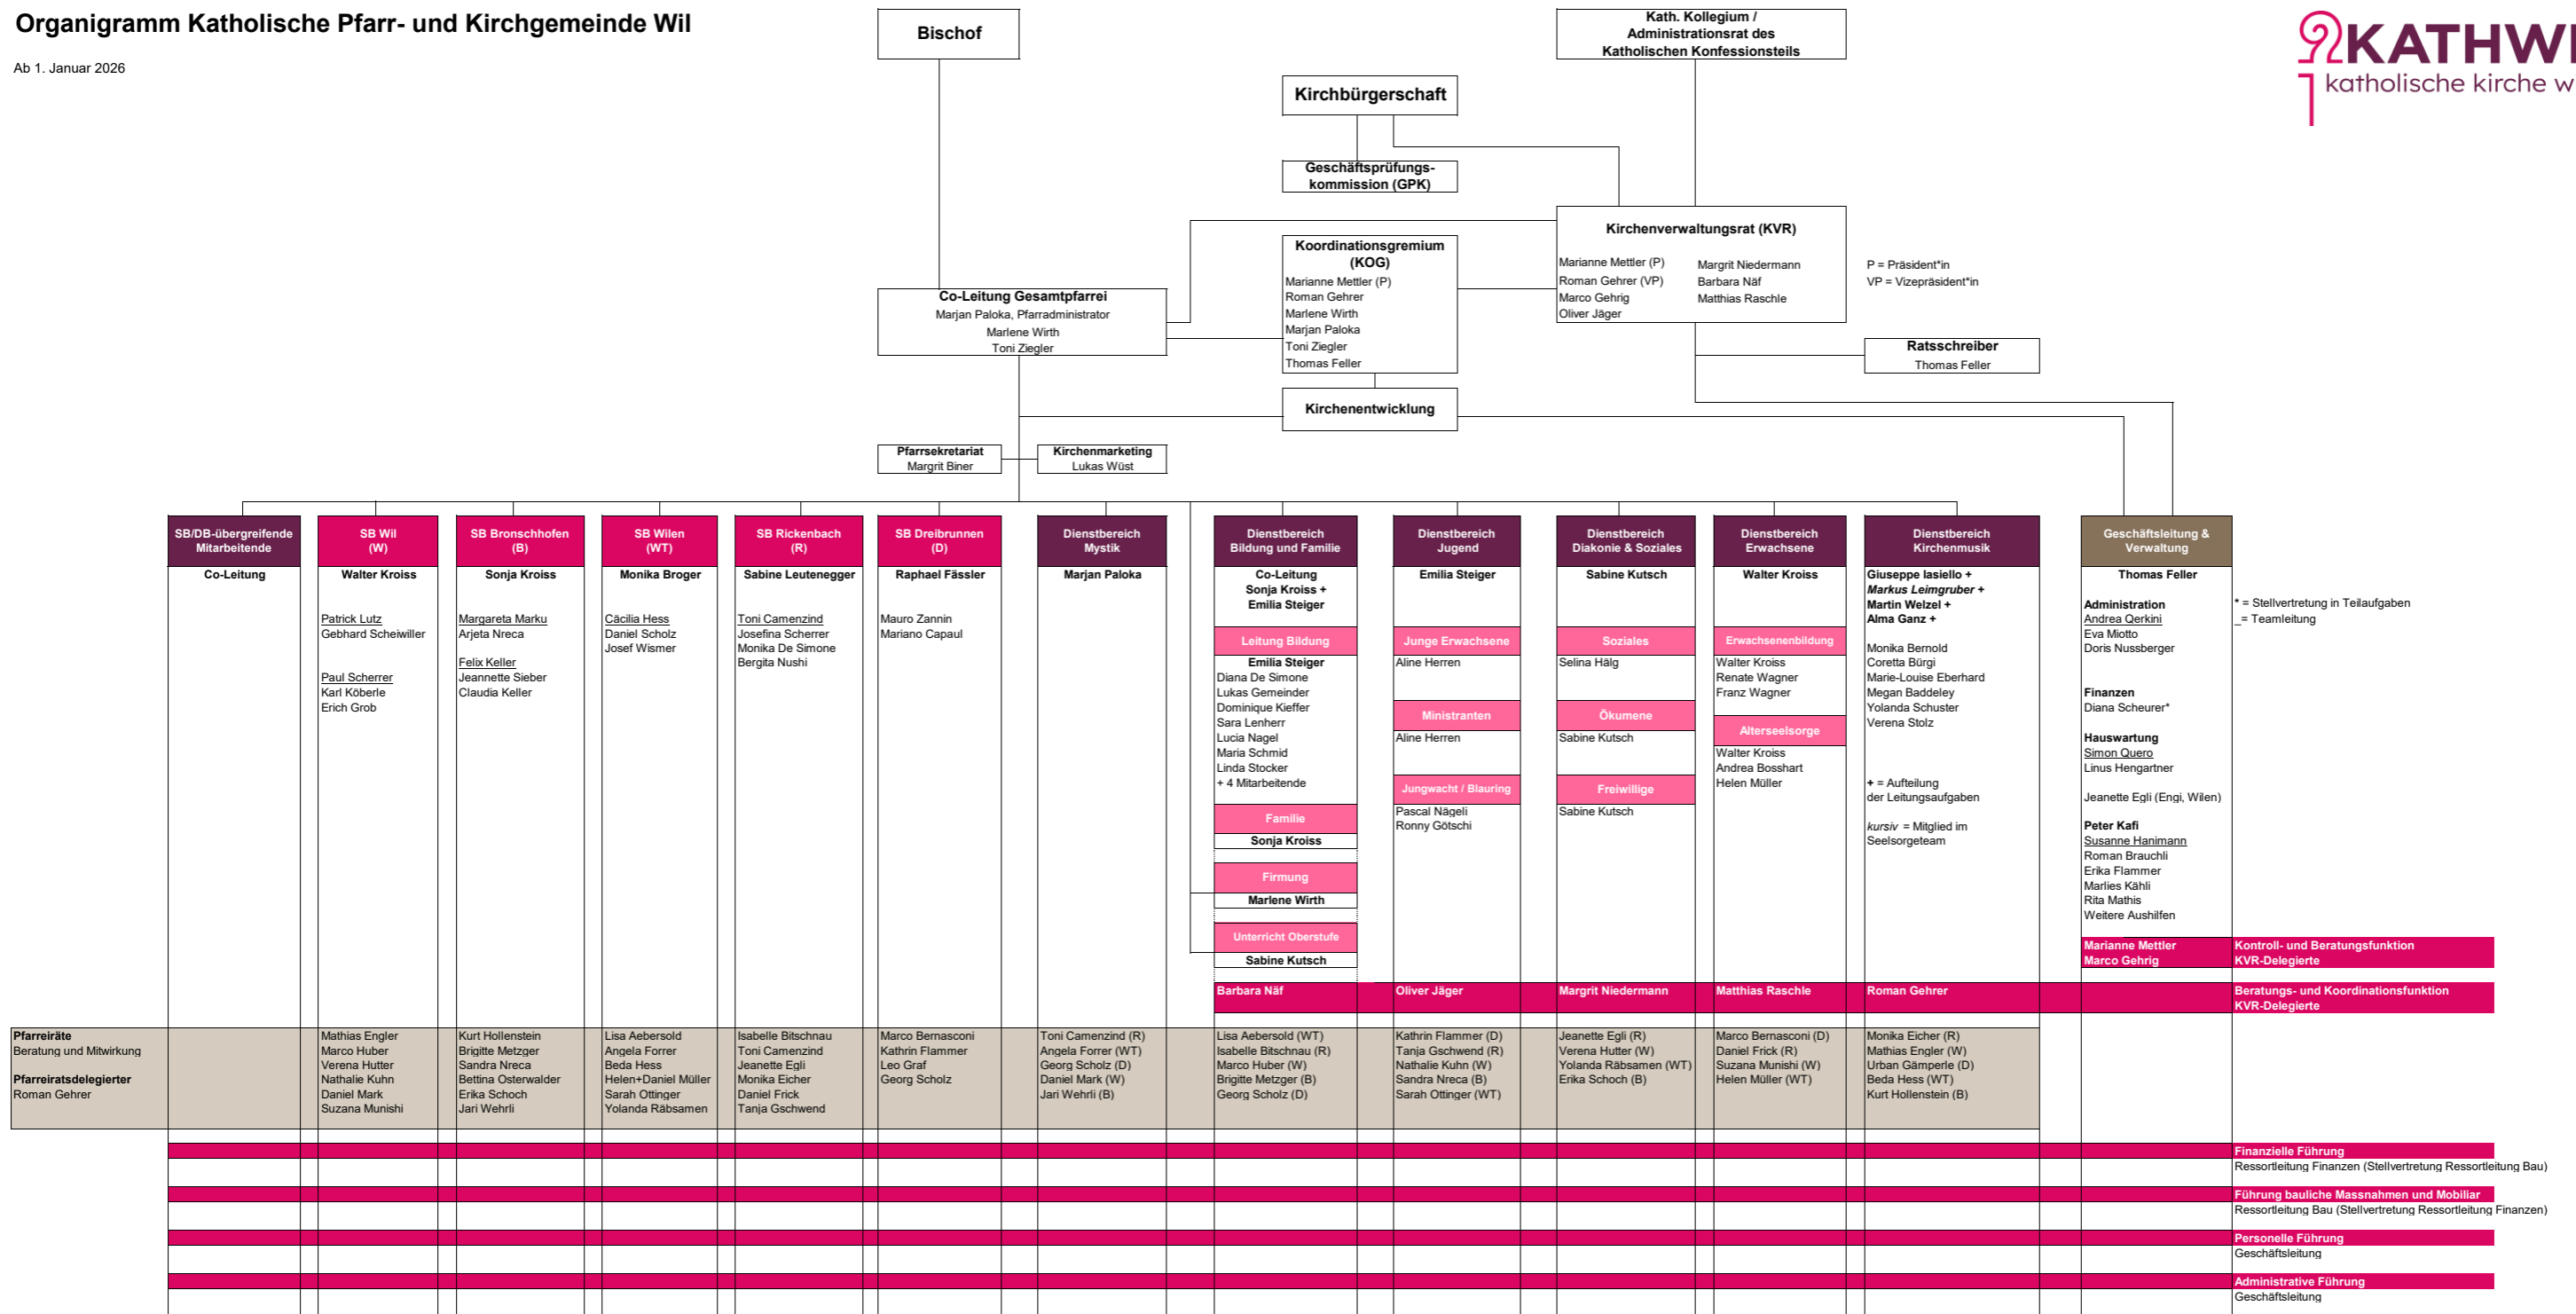 Organigramm Katholische Pfarr- und Kirchgemeinde Wil
Ab 1. Januar 2026
Bischof
Kath. Kollegium /
Administrationsrat des
Katholischen Konfessionsteils
KATHWI
katholische kirche w
Kirchbürgerschaft
Geschäftsprüfungs-
kommission (GPK)
Kirchenverwaltungsrat (KVR)
Marianne Mettler (P)
Roman Gehrer (VP)
Marco Gehrig
Oliver Jäger
Margrit Niedermann
Barbara Näf
Matthias Raschle
P = Präsident*in
VP = Vizepräsident*in
Koordinationsgremium
(KOG)
Marianne Mettler (P)
Roman Gehrer
Marlene Wirth
Marjan Paloka
Toni Ziegler
Thomas Feller
Co-Leitung Gesamtpfarrei
Marjan Paloka, Pfarradministrator
Marlene Wirth
Toni Ziegler
Ratsschreiber
Thomas Feller
Kirchenentwicklung
Pfarrsekretariat
Margrit Biner
Kirchenmarketing
Lukas Wüst
SB/DB-übergreifende
Mitarbeitende
Co-Leitung
SB Wil
(W)
Walter Kroiss
Patrick Lutz
Gebhard Scheiwiller
Paul Scherrer
Karl Köberle
Erich Grob
SB Bronschhofen
(B)
Sonja Kroiss
Margareta Marku
Arjeta Nreca
Felix Keller
Jeannette Sieber
Claudia Keller
SB Wilen
(WT)
Monika Broger
Cäcilia Hess
Daniel Scholz
Josef Wismer
SB Rickenbach
(R)
Sabine Leutenegger
Toni Camenzind
Josefina Scherrer
Monika De Simone
Bergita Nushi
SB Dreibrunnen
(D)
Raphael Fässler
Mauro Zannin
Mariano Capaul
Dienstbereich
Mystik
Marjan Paloka
Dienstbereich
Bildung und Familie
Co-Leitung
Sonja Kroiss +
Emilia Steiger
Leitung Bildung
Emilia Steiger
Diana De Simone
Lukas Gemeinder
Dominique Kieffer
Sara Lenherr
Lucia Nagel
Maria Schmid
Linda Stocker
+ 4 Mitarbeitende
Familie
Sonja Kroiss
Firmung
Marlene Wirth
Unterricht Oberstufe
Sabine Kutsch
Dienstbereich
Jugend
Emilia Steiger
Junge Erwachsene
Aline Herren
Ministranten
Aline Herren
Jungwacht / Blauring
Pascal Nägeli
Ronny Götschi
Dienstbereich
Diakonie & Soziales
Sabine Kutsch
Soziales
Selina Hälg
Ökumene
Sabine Kutsch
Freiwillige
Sabine Kutsch
Dienstbereich
Erwachsene
Walter Kroiss
Erwachsenenbildung
Walter Kroiss
Renate Wagner
Franz Wagner
Alterseelsorge
Walter Kroiss
Andrea Bosshart
Helen Müller
Dienstbereich
Kirchenmusik
Giuseppe Iasiello +
Markus Leimgruber +
Martin Welzel +
Alma Ganz +
Monika Bernold
Coretta Bürgi
Marie-Louise Eberhard
Megan Baddeley
Yolanda Schuster
Verena Stolz
+ = Aufteilung
der Leitungsaufgaben
kursiv = Mitglied im
Seelsorgeteam
Geschäftsleitung &
Verwaltung
Thomas Feller
Administration
Andrea Qerkini
Eva Miotto
Doris Nussberger
Finanzen
Diana Scheurer*
Hauswartung
Simon Quero
Linus Hengartner
Jeanette Egli (Engi, Wilen)
Peter Kafi
Susanne Hanimann
Roman Brauchli
Erika Flammer
Marlies Kähli
Rita Mathis
Weitere Aushilfen
* = Stellvertretung in Teilaufgaben
_= Teamleitung
Marianne Mettler
Marco Gehrig
Kontroll- und Beratungsfunktion
KVR-Delegierte
Barbara Näf
Oliver Jäger
Margrit Niedermann
Matthias Raschle
Roman Gehrer
Beratungs- und Koordinationsfunktion
KVR-Delegierte
Pfarreiräte
Beratung und Mitwirkung
Pfarreiratsdelegierter
Roman Gehrer
Mathias Engler
Marco Huber
Verena Hutter
Nathalie Kuhn
Daniel Mark
Suzana Munishi
Kurt Hollenstein
Brigitte Metzger
Sandra Nreca
Bettina Osterwalder
Erika Schoch
Jari Wehrli
Lisa Aebersold
Angela Forrer
Beda Hess
Helen+Daniel Müller
Sarah Ottinger
Yolanda Räbsamen
Isabelle Bitschnau
Toni Camenzind
Jeanette Egli
Monika Eicher
Daniel Frick
Tanja Gschwend
Marco Bernasconi
Kathrin Flammer
Leo Graf
Georg Scholz
Toni Camenzind (R)
Angela Forrer (WT)
Georg Scholz (D)
Daniel Mark (W)
Jari Wehrli (B)
Lisa Aebersold (WT)
Isabelle Bitschnau (R)
Marco Huber (W)
Brigitte Metzger (B)
Georg Scholz (D)
Kathrin Flammer (D)
Tanja Gschwend (R)
Nathalie Kuhn (W)
Sandra Nreca (B)
Sarah Ottinger (WT)
Jeanette Egli (R)
Verena Hutter (W)
Yolanda Räbsamen (WT)
Erika Schoch (B)
Marco Bernasconi (D)
Daniel Frick (R)
Suzana Munishi (W)
Helen Müller (WT)
Monika Eicher (R)
Mathias Engler (W)
Urban Gämperle (D)
Beda Hess (WT)
Kurt Hollenstein (B)
Finanzielle Führung
Ressortleitung Finanzen (Stellvertretung Ressortleitung Bau)
Führung bauliche Massnahmen und Mobiliar
Ressortleitung Bau (Stellvertretung Ressortleitung Finanzen)
Personelle Führung
Geschäftsleitung
Administrative Führung
Geschäftsleitung